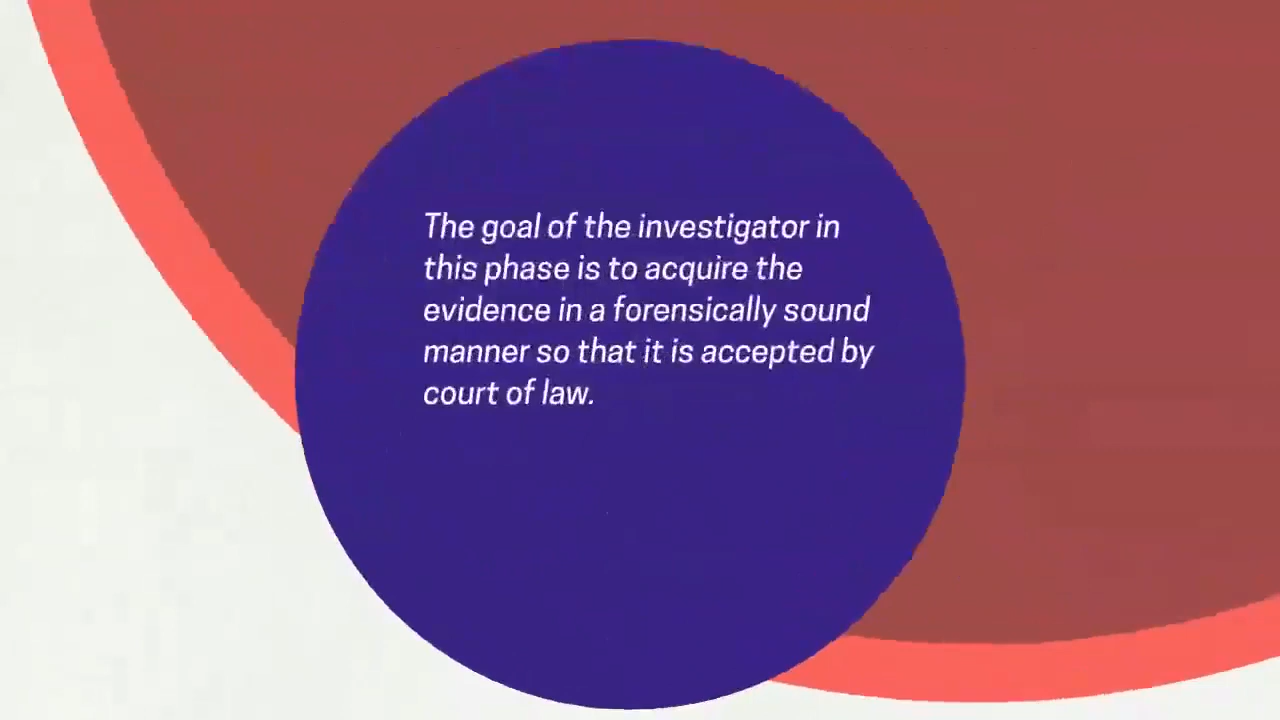 The goal of the investigator in
this phase is to acquire the
evidence in a forensically sound
manner so that it is accepted by
court of law.